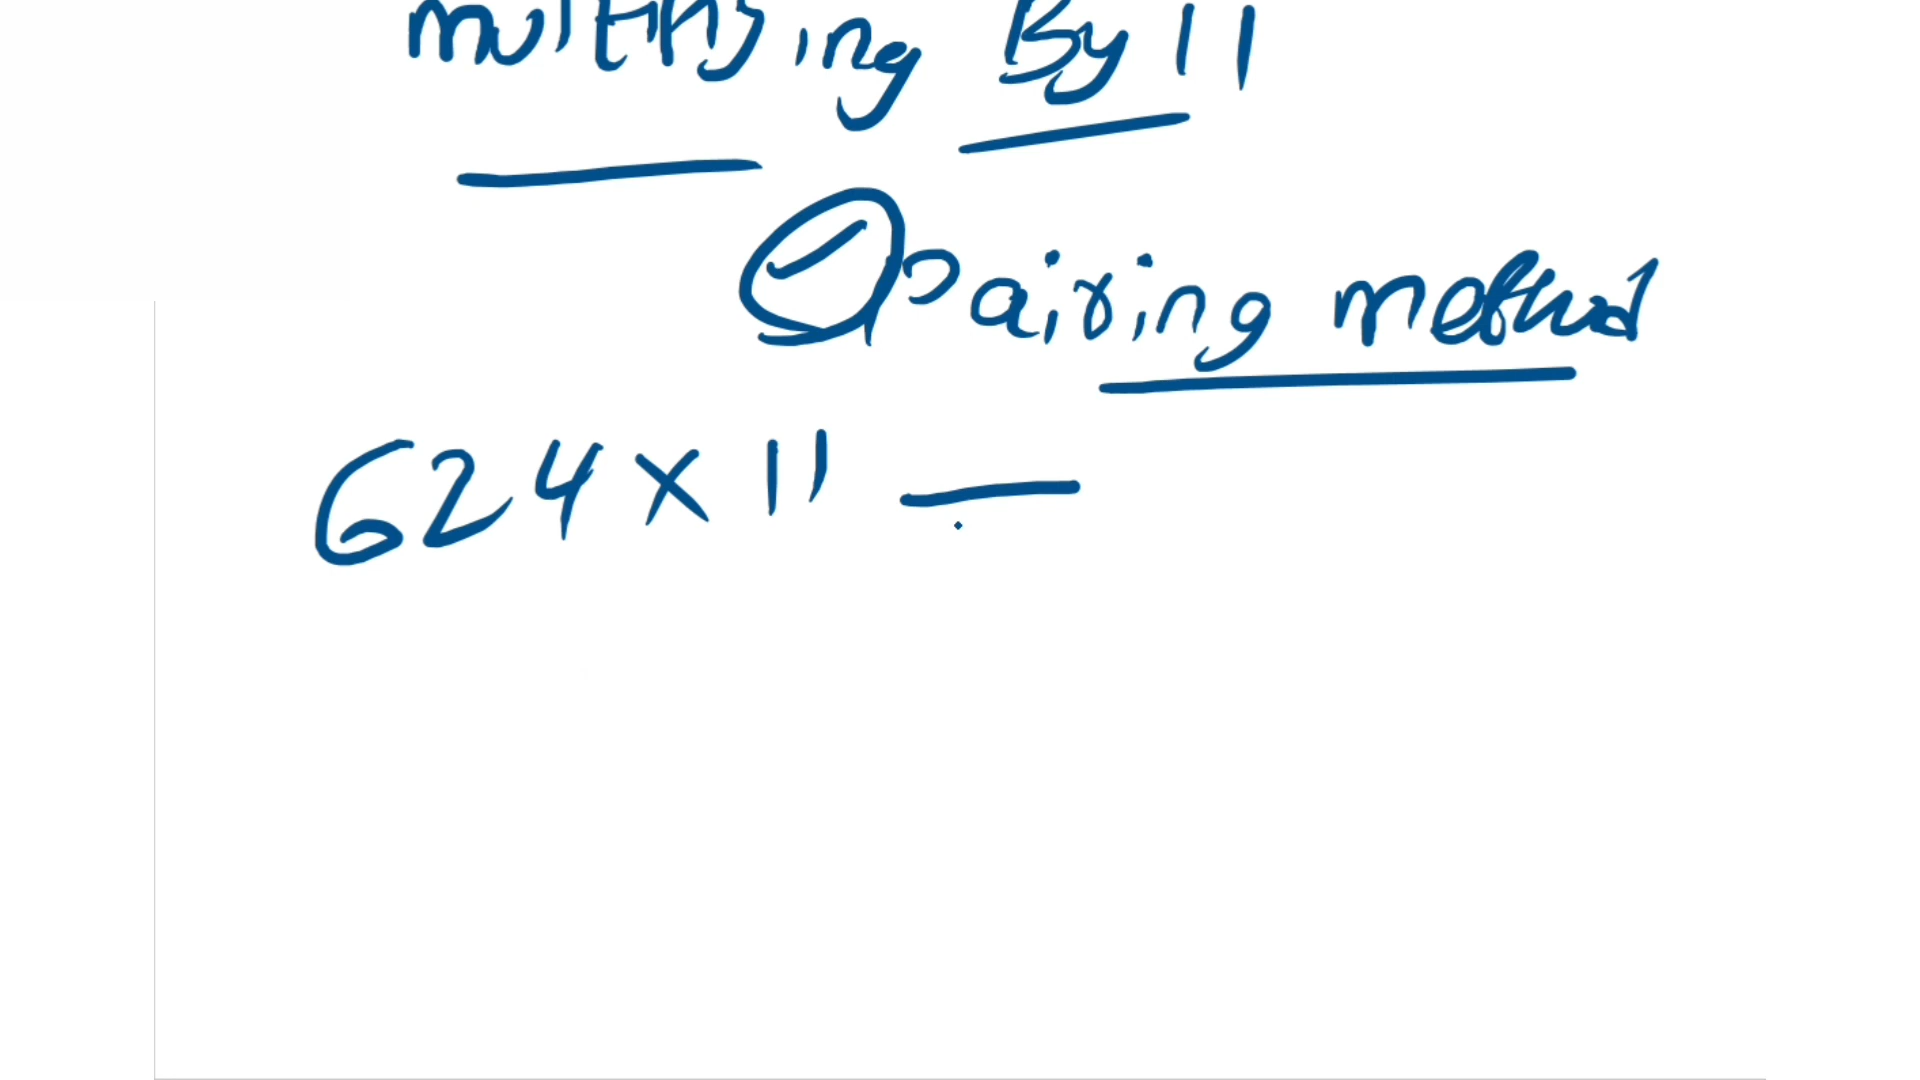 multiplying By 11
Pairing method
624 × 11 —